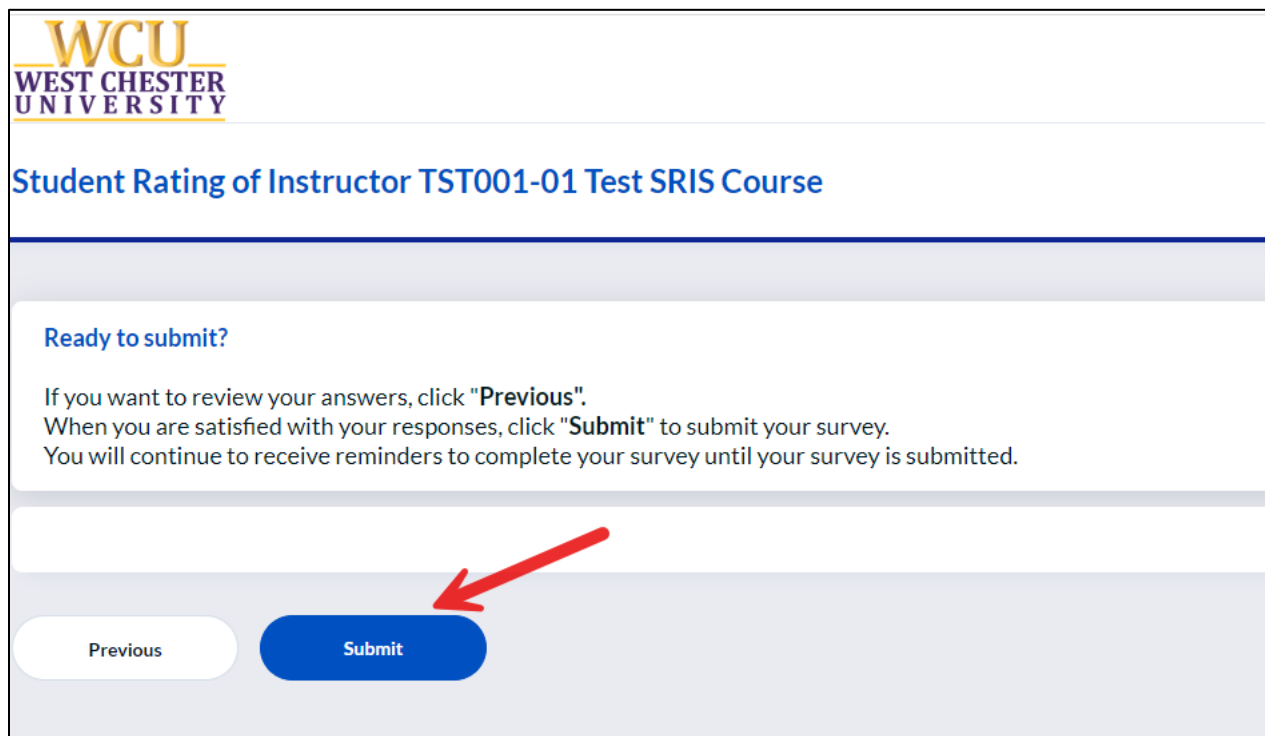 WCU
WEST CHESTER
UNIVERSITY
Student Rating of Instructor TST001-01 Test SRIS Course
Ready to submit?
If you want to review your answers, click "Previous".
When you are satisfied with your responses, click "Submit" to submit your survey.
You will continue to receive reminders to complete your survey until your survey is submitted.
Previous
Submit